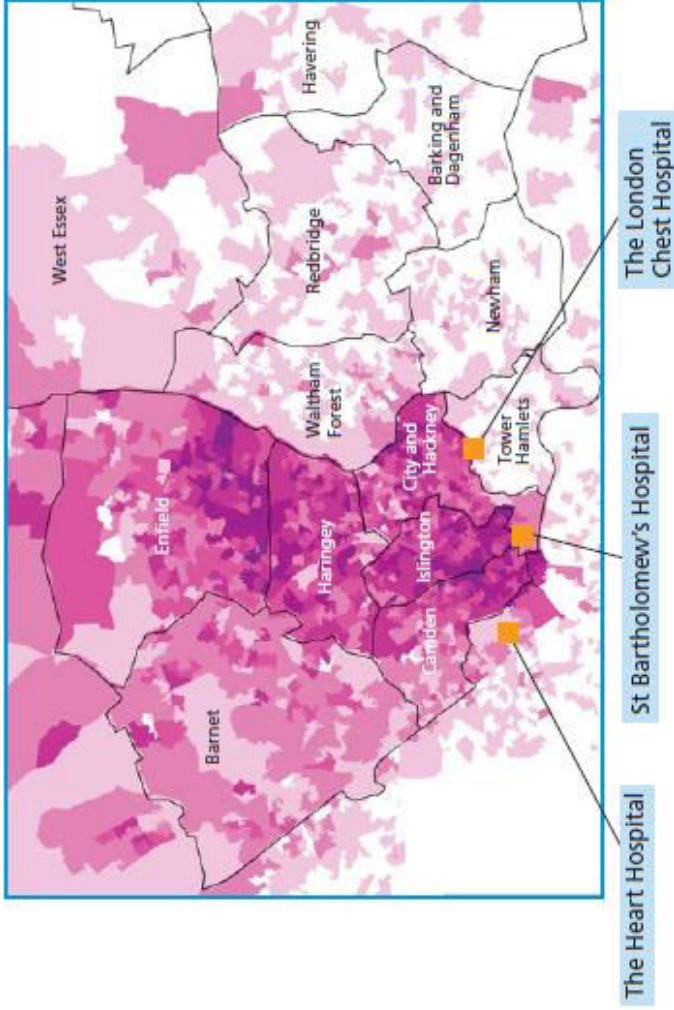 West Essex
Enfield
Barnet
Haringey
Waltham
Forest
Redbridge
Havering
Camden
Islington
City and
Hackney
Barking and
Dagenham
Newham
Tower
Hamlets
The Heart Hospital
St Bartholomew's Hospital
The London
Chest Hospital